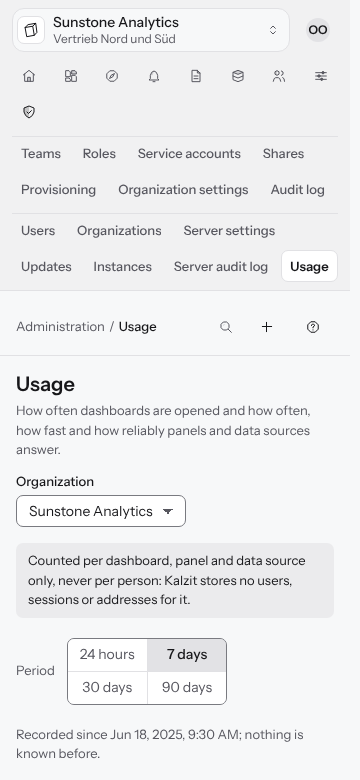 Sunstone Analytics
Vertrieb Nord und Süd
OO
Teams Roles Service accounts Shares
Provisioning Organization settings Audit log
Users Organizations Server settings
Updates Instances Server audit log Usage
Administration / Usage
Usage
How often dashboards are opened and how often,
how fast and how reliably panels and data sources
answer.
Organization
Sunstone Analytics
Counted per dashboard, panel and data source
only, never per person: Kalzit stores no users,
sessions or addresses for it.
Period
24 hours 7 days
30 days 90 days
Recorded since Jun 18, 2025, 9:30 AM; nothing is
known before.